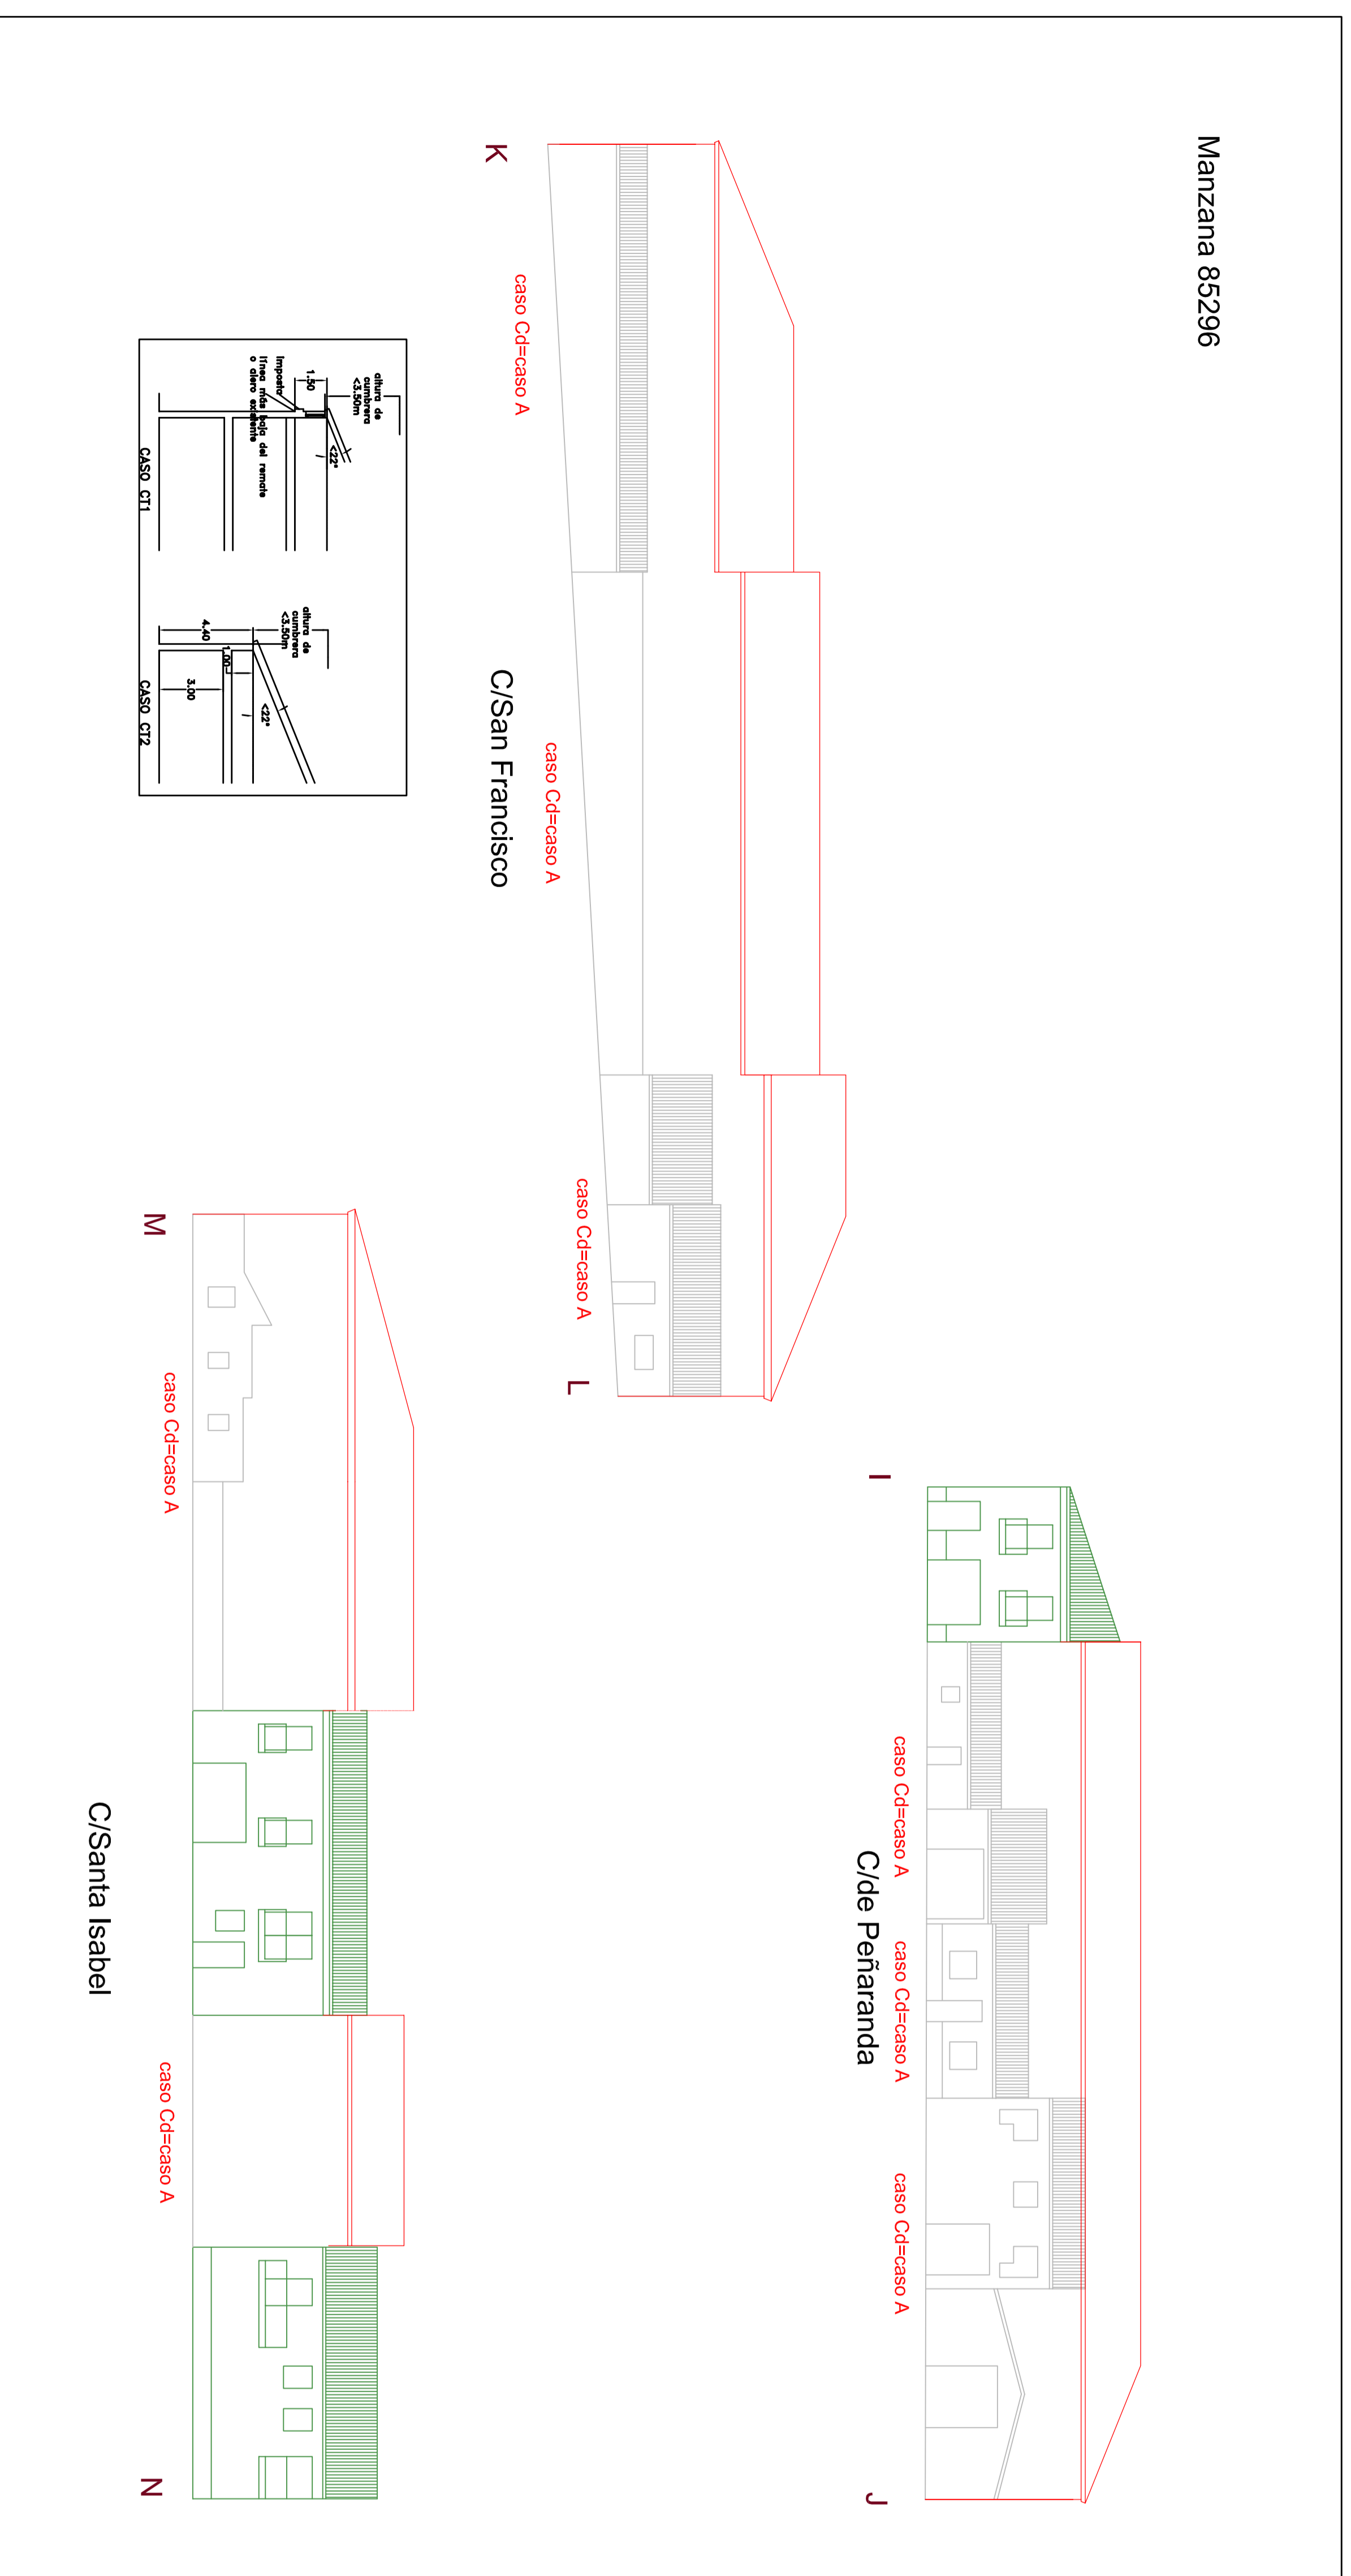 Manzana 85296
I
J
caso Cd=caso A
caso Cd=caso A
caso Cd=caso A
C/de Peñaranda
K
L
caso Cd=caso A
caso Cd=caso A
caso Cd=caso A
C/San Francisco
altura de
cumbrera
<3.50m
1.50
<22º
imposta
línea más baja del remate
o alero existente
CASO CT1
altura de
cumbrera
<3.50m
4.40
1.00
3.00
<22º
CASO CT2
M
N
caso Cd=caso A
caso Cd=caso A
C/Santa Isabel